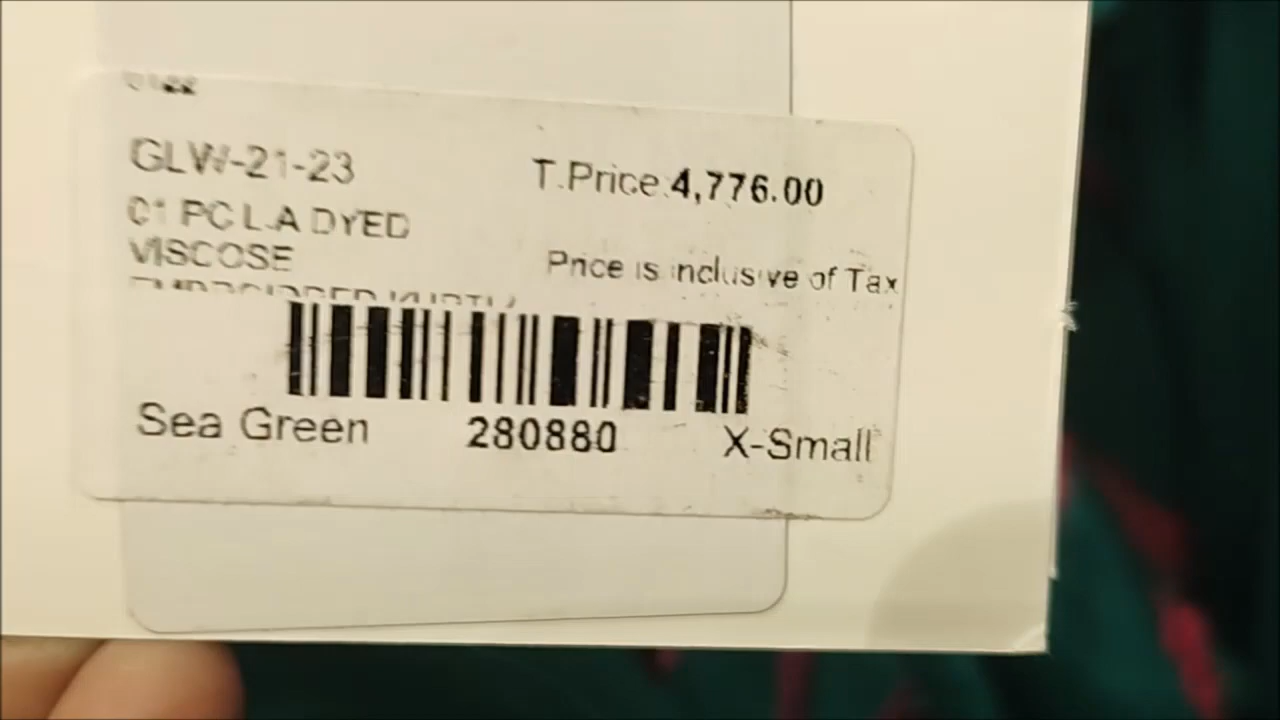 GLW-21-23
T.Price:4,776.00
01 PC L.A DYED
VISCOSE
Price is inclusive of Tax
Sea Green 280880 X-Small